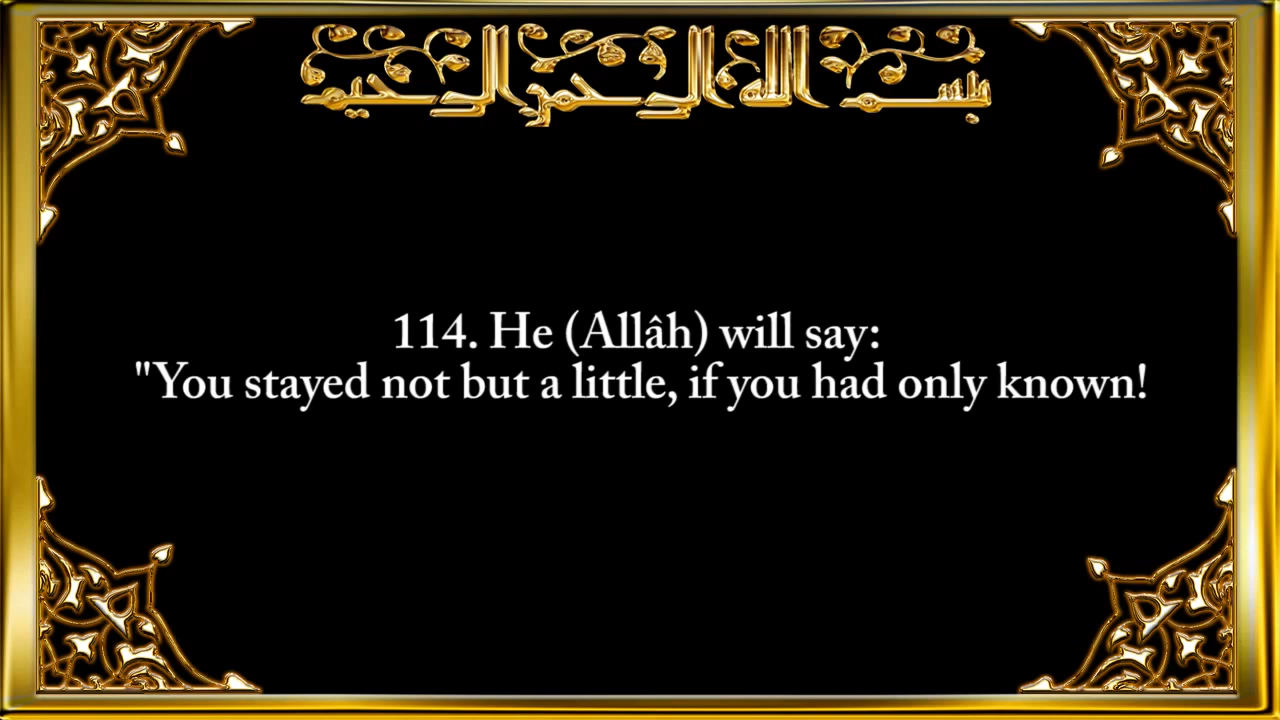 بسم الله الرحمن الرحيم
114. He (Allâh) will say:
"You stayed not but a little, if you had only known!